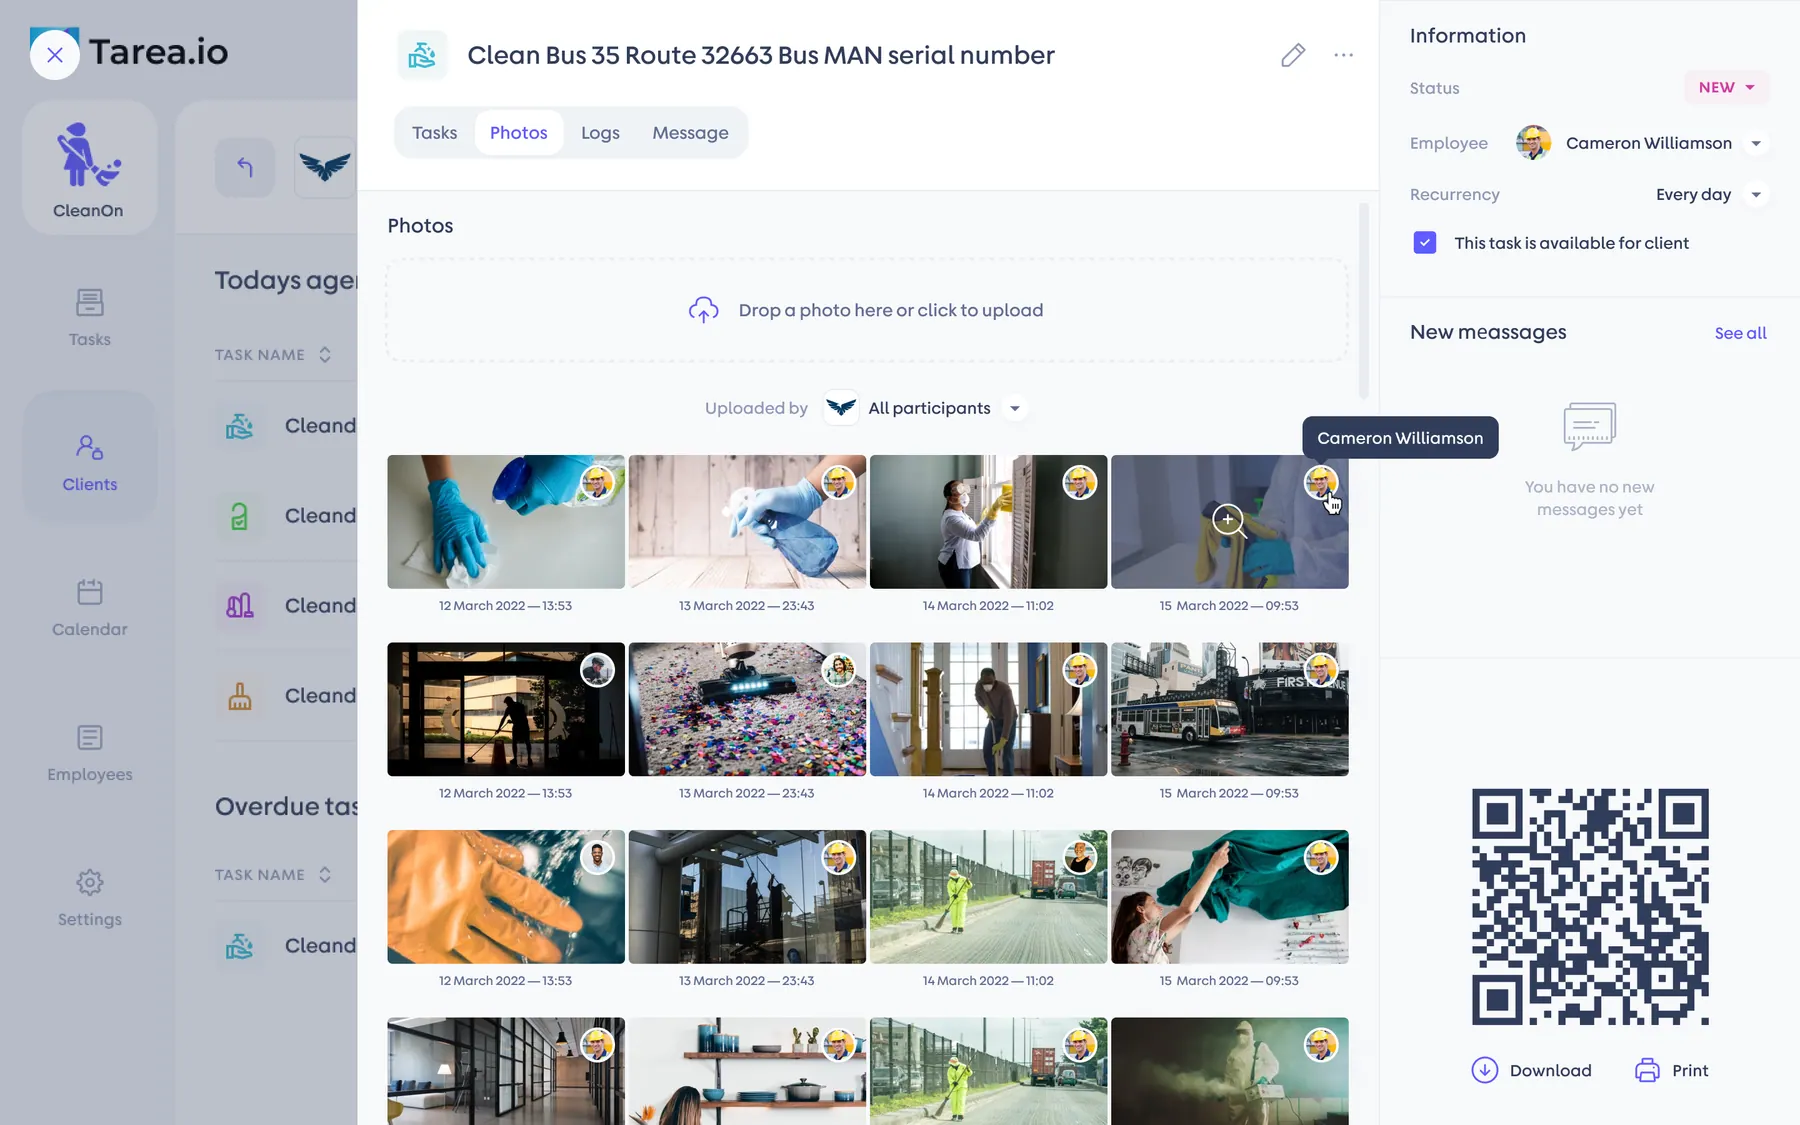 Tarea.io
CleanOn
Tasks
Clients
Calendar
Employees
Settings
Todays agen
TASK NAME
Cleand
Cleand
Cleand
Cleand
Overdue tas
TASK NAME
Cleand
Clean Bus 35 Route 32663 Bus MAN serial number
Tasks
Photos
Logs
Message
Photos
Drop a photo here or click to upload
Uploaded by
All participants
Cameron Williamson
12 March 2022 — 13:53
13 March 2022 — 23:43
14 March 2022 — 11:02
15 March 2022 — 09:53
FIRST
12 March 2022 — 13:53
13 March 2022 — 23:43
14 March 2022 — 11:02
15 March 2022 — 09:53
12 March 2022 — 13:53
13 March 2022 — 23:43
14 March 2022 — 11:02
15 March 2022 — 09:53
Information
Status
NEW
Employee
Cameron Williamson
Recurrency
Every day
This task is available for client
New meassages
See all
You have no new
messages yet
Download
Print